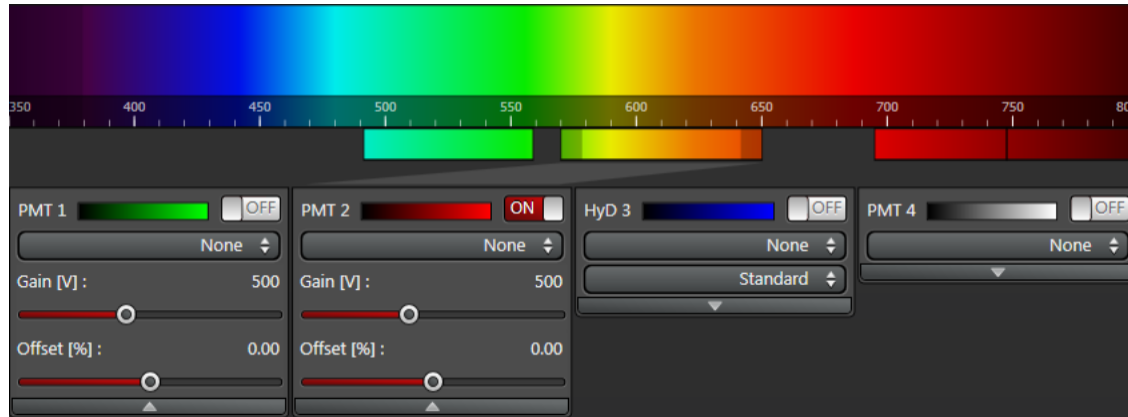 350 400 450 500 550 600 650 700 750 80
PMT 1 OFF PMT 2 ON HyD 3 OFF PMT 4 OFF
None None None None
Gain [V] : 500 Gain [V] : 500 Standard
Offset [%] : 0.00 Offset [%] : 0.00